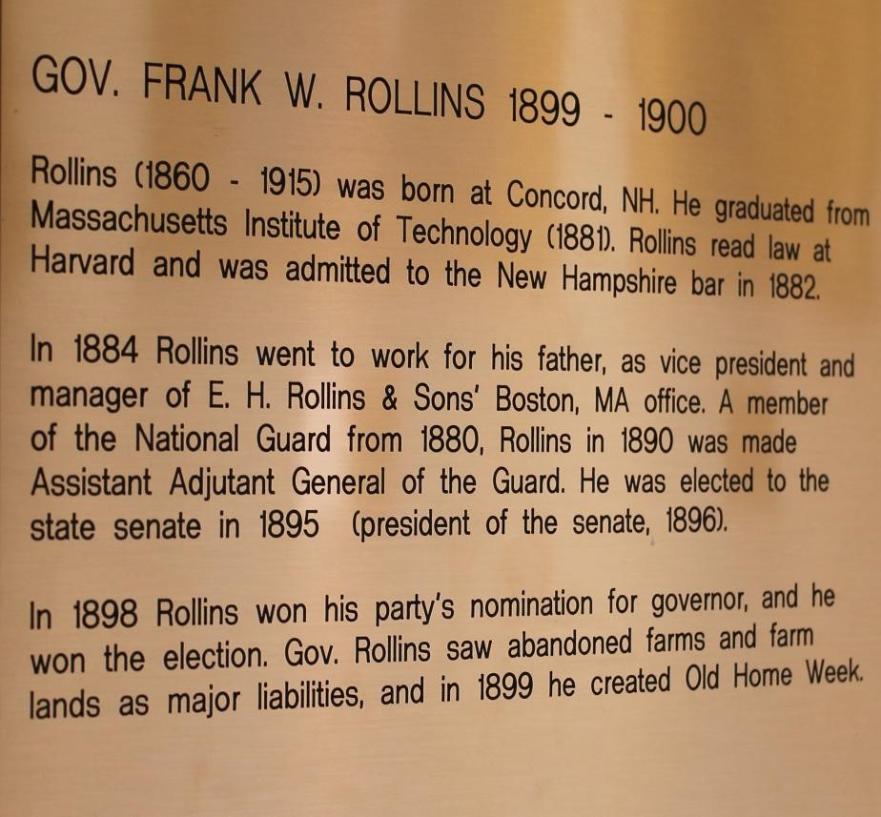 GOV. FRANK W. ROLLINS 1899 - 1900
Rollins (1860 - 1915) was born at Concord, NH. He graduated from
Massachusetts Institute of Technology (1881). Rollins read law at
Harvard and was admitted to the New Hampshire bar in 1882.
In 1884 Rollins went to work for his father, as vice president and
manager of E. H. Rollins & Sons' Boston, MA office. A member
of the National Guard from 1880, Rollins in 1890 was made
Assistant Adjutant General of the Guard. He was elected to the
state senate in 1895 (president of the senate, 1896).
In 1898 Rollins won his party's nomination for governor, and he
won the election. Gov. Rollins saw abandoned farms and farm
lands as major liabilities, and in 1899 he created Old Home Week.